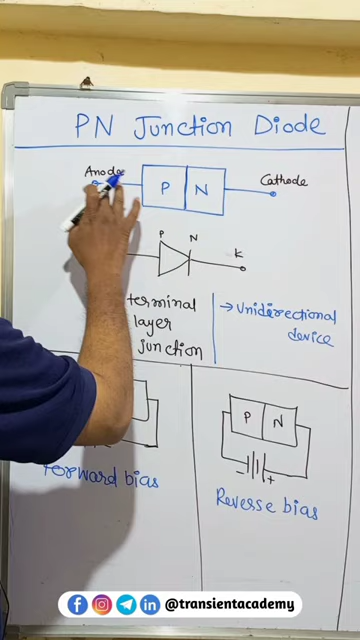 PN Junction Diode
Anode
P N
Cathode
P N
K
terminal
layer
junction
→ Unidirectional
device
P N
- +
Forward bias
Reverse bias
@transientacademy